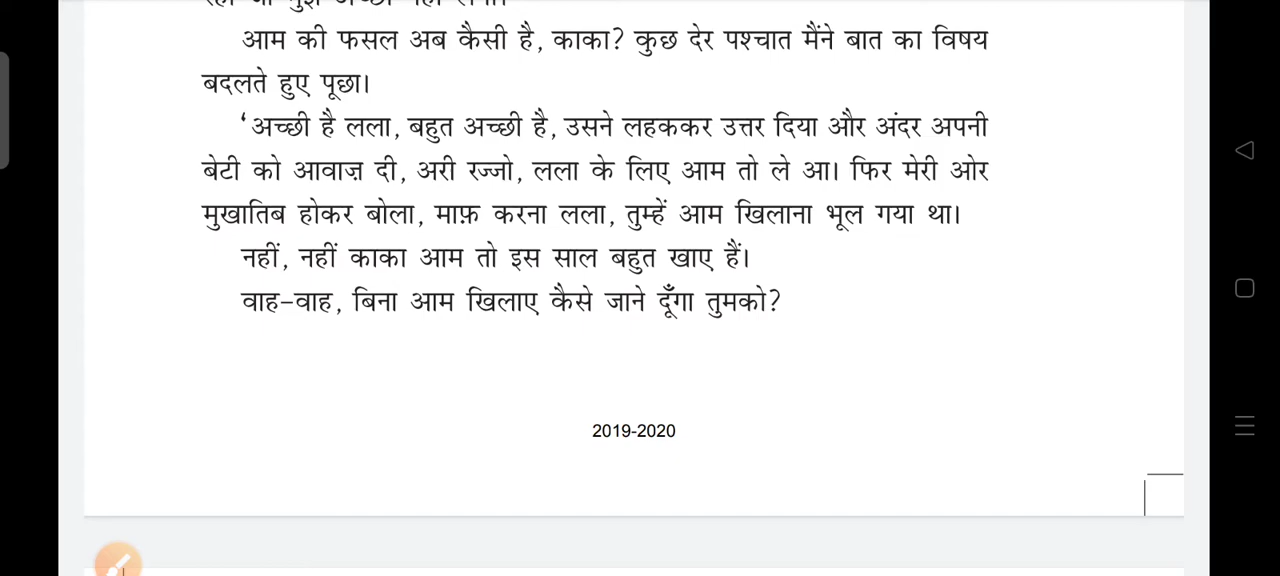 आम की फसल अब कैसी है, काका? कुछ देर पश्चात मैंने बात का विषय
बदलते हुए पूछा।
‘अच्छी है लला, बहुत अच्छी है, उसने लहककर उत्तर दिया और अंदर अपनी
बेटी को आवाज़ दी, अरी रज्जो, लला के लिए आम तो ले आ। फिर मेरी ओर
मुखातिब होकर बोला, माफ़ करना लला, तुम्हें आम खिलाना भूल गया था।
नहीं, नहीं काका आम तो इस साल बहुत खाए हैं।
वाह-वाह, बिना आम खिलाए कैसे जाने दूँगा तुमको?
2019-2020